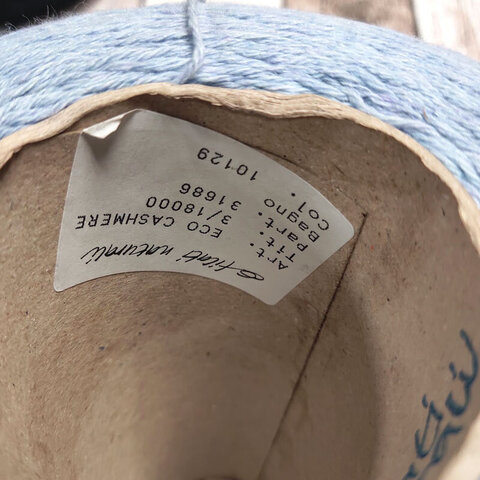 filati naturali
Art. ECO CASHMERE
Tit. 3/18000
Part. 31686
Bagno
Col. 10129